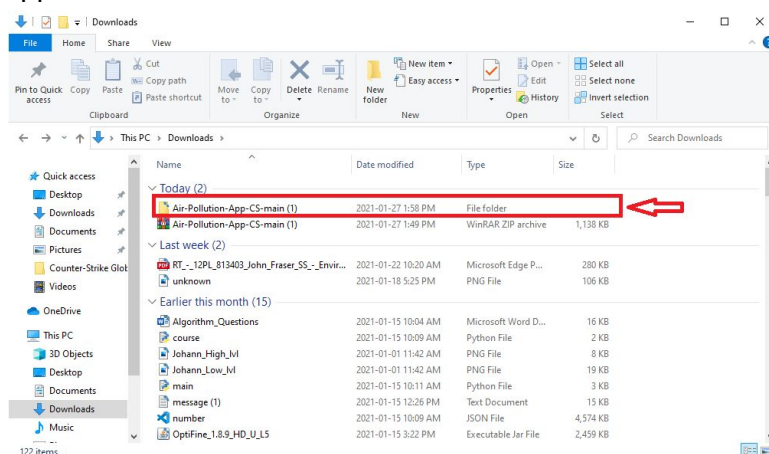 Downloads
File Home Share View
Pin to Quick access
Copy
Paste
Cut
Copy path
Paste shortcut
Clipboard
Move to
Copy to
Delete
Rename
Organize
New folder
New item
Easy access
New
Properties
Open
Edit
History
Open
Select all
Select none
Invert selection
Select
This PC > Downloads >
Search Downloads
Quick access
Desktop
Downloads
Documents
Pictures
Counter-Strike Glob
Videos
OneDrive
This PC
3D Objects
Desktop
Documents
Downloads
Music
122 items
Name Date modified Type Size
Today (2)
Air-Pollution-App-CS-main (1) 2021-01-27 1:58 PM File folder
Air-Pollution-App-CS-main (1) 2021-01-27 1:49 PM WinRAR ZIP archive 1,138 KB
Last week (2)
RT_-_12PL_813403_John_Fraser_SS_-_Envir... 2021-01-22 10:20 AM Microsoft Edge P... 280 KB
unknown 2021-01-18 5:25 PM PNG File 106 KB
Earlier this month (15)
Algorithm_Questions 2021-01-15 10:04 AM Microsoft Word D... 16 KB
course 2021-01-15 10:09 AM Python File 2 KB
Johann_High_lvl 2021-01-01 11:42 AM PNG File 8 KB
Johann_Low_lvl 2021-01-01 11:42 AM PNG File 19 KB
main 2021-01-15 10:11 AM Python File 3 KB
message (1) 2021-01-15 12:26 PM Text Document 15 KB
number 2021-01-15 10:09 AM JSON File 4,574 KB
OptiFine_1.8.9_HD_U_L5 2021-01-15 3:22 PM Executable Jar File 2,459 KB